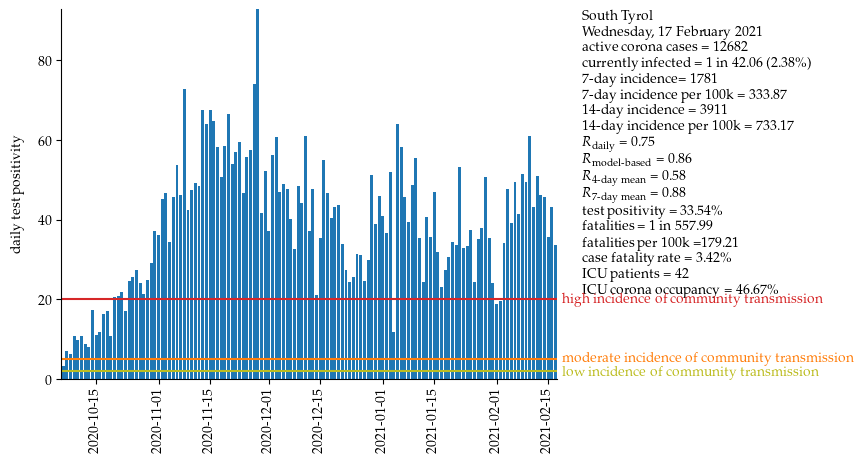 South Tyrol
Wednesday, 17 February 2021
active corona cases = 12682
currently infected = 1 in 42.06 (2.38%)
7-day incidence= 1781
7-day incidence per 100k = 333.87
14-day incidence = 3911
14-day incidence per 100k = 733.17
R daily = 0.75
R model-based = 0.86
R 4-day mean = 0.58
R 7-day mean = 0.88
test positivity = 33.54%
fatalities = 1 in 557.99
fatalities per 100k =179.21
case fatality rate = 3.42%
ICU patients = 42
ICU corona occupancy = 46.67%
high incidence of community transmission
moderate incidence of community transmission
low incidence of community transmission
daily test positivity
80
60
40
20
0
2020-10-15
2020-11-01
2020-11-15
2020-12-01
2020-12-15
2021-01-01
2021-01-15
2021-02-01
2021-02-15